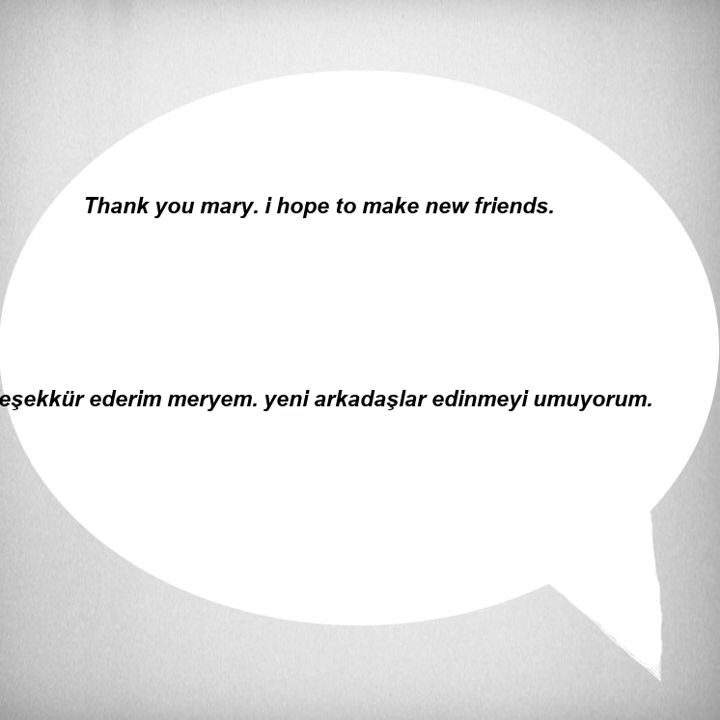 Thank you mary. i hope to make new friends.
eşekkür ederim meryem. yeni arkadaşlar edinmeyi umuyorum.